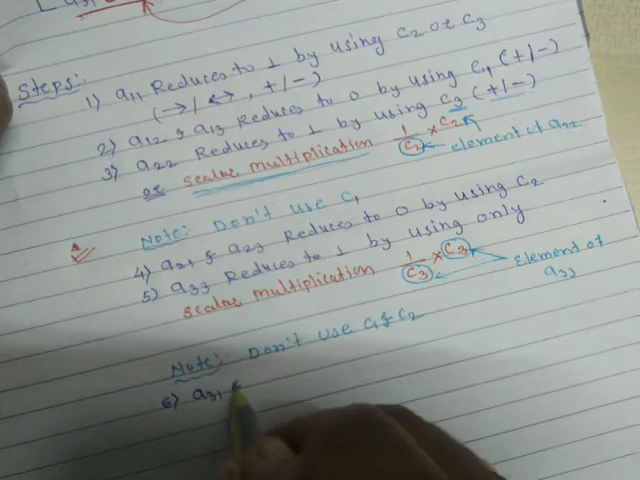 Steps:
1) a11 Reduces to 1 by using C2 or C3
(→/↔, +/-)
2) a12 & a13 Reduces to 0 by using C1 (+/-)
3) a22 Reduces to 1 by using C3 (+/-)
or scalar multiplication 1/C2 × C2 element of a22
Note: Don't use C1
4) a21 & a23 Reduces to 0 by using C2
5) a33 Reduces to 1 by using only
scalar multiplication 1/C3 × C3 Element of a33
Note: Don't use C1 & C2
6) a31